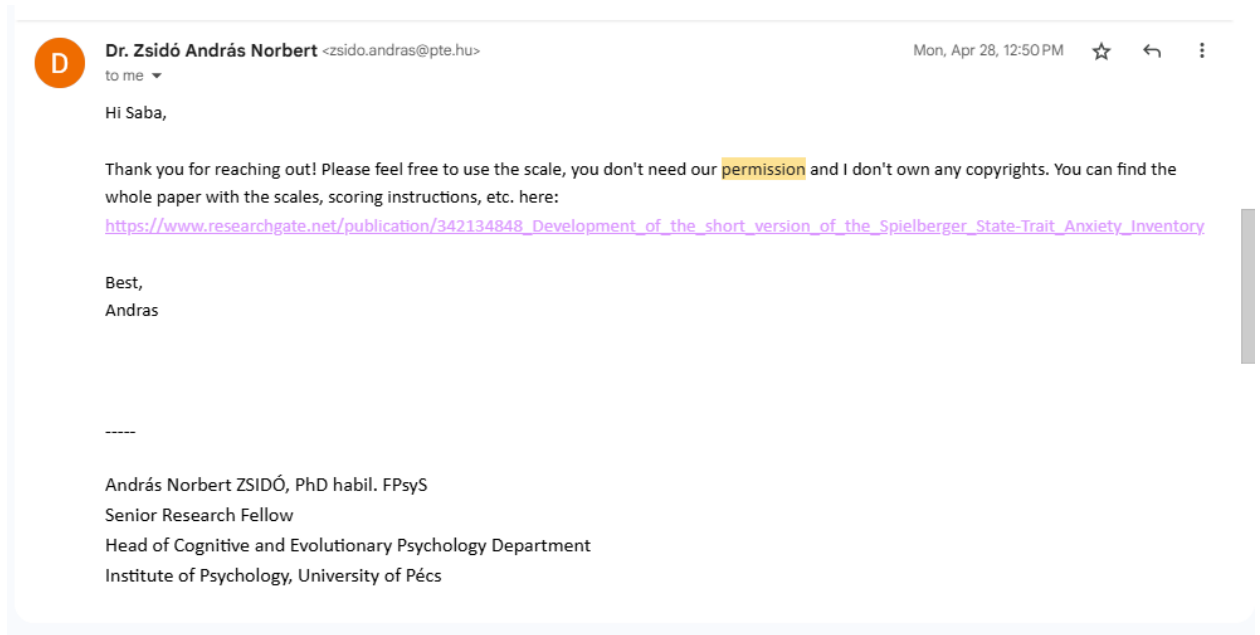 D
Dr. Zsidó András Norbert <zsido.andras@pte.hu>
Mon, Apr 28, 12:50 PM
to me
Hi Saba,
Thank you for reaching out! Please feel free to use the scale, you don't need our permission and I don't own any copyrights. You can find the
whole paper with the scales, scoring instructions, etc. here:
https://www.researchgate.net/publication/342134848_Development_of_the_short_version_of_the_Spielberger_State-Trait_Anxiety_Inventory
Best,
Andras
-----
András Norbert ZSIDÓ, PhD habil. FPsyS
Senior Research Fellow
Head of Cognitive and Evolutionary Psychology Department
Institute of Psychology, University of Pécs